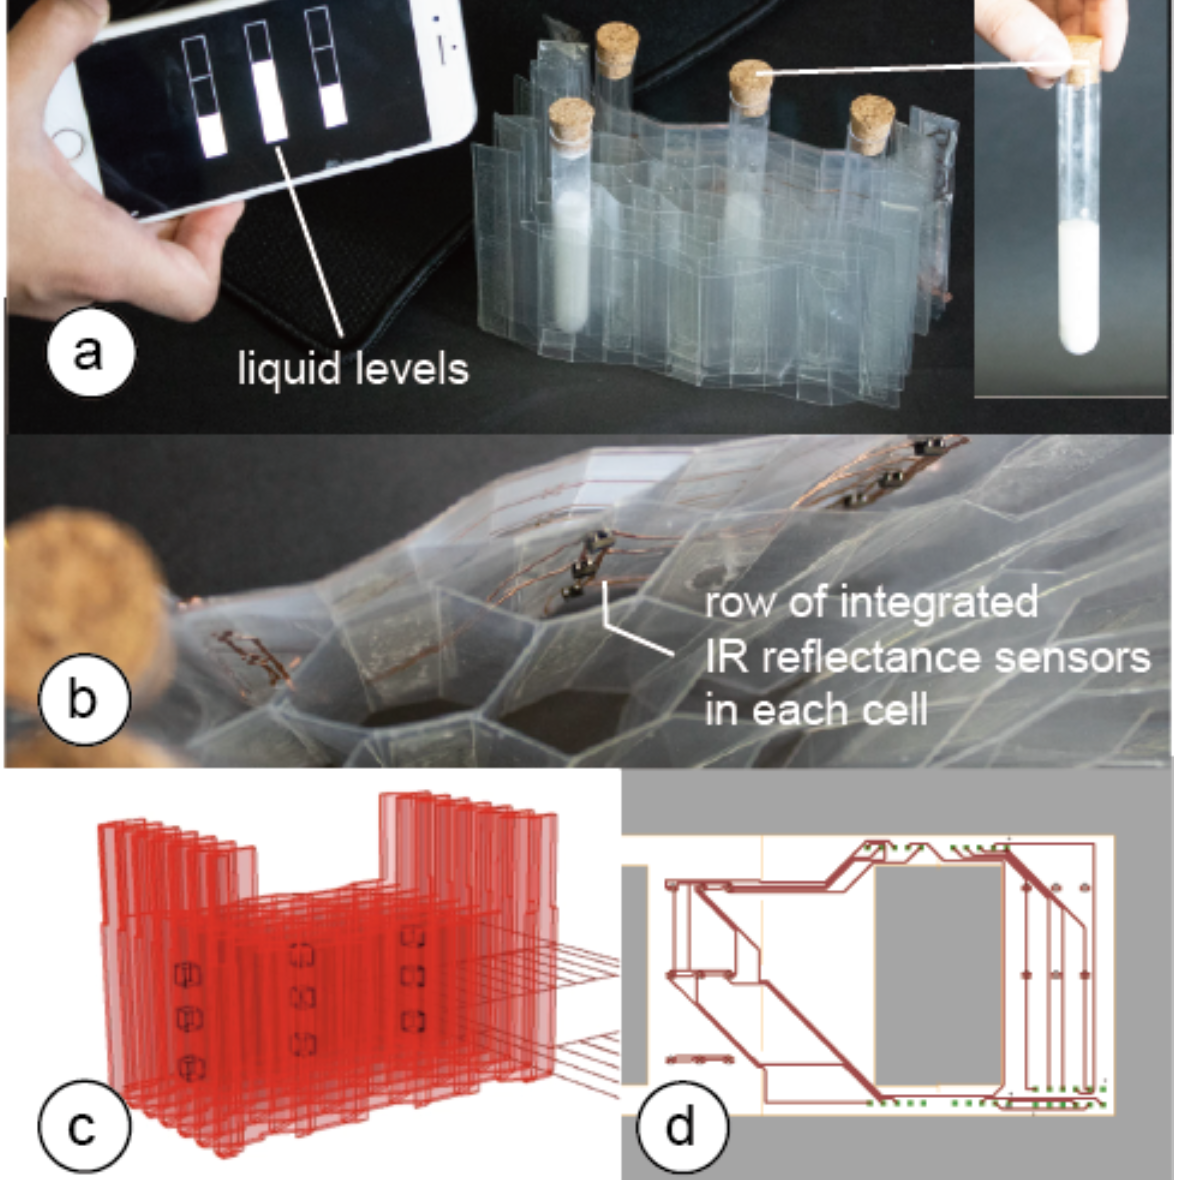 a
liquid levels
b
row of integrated
IR reflectance sensors
in each cell
c
d